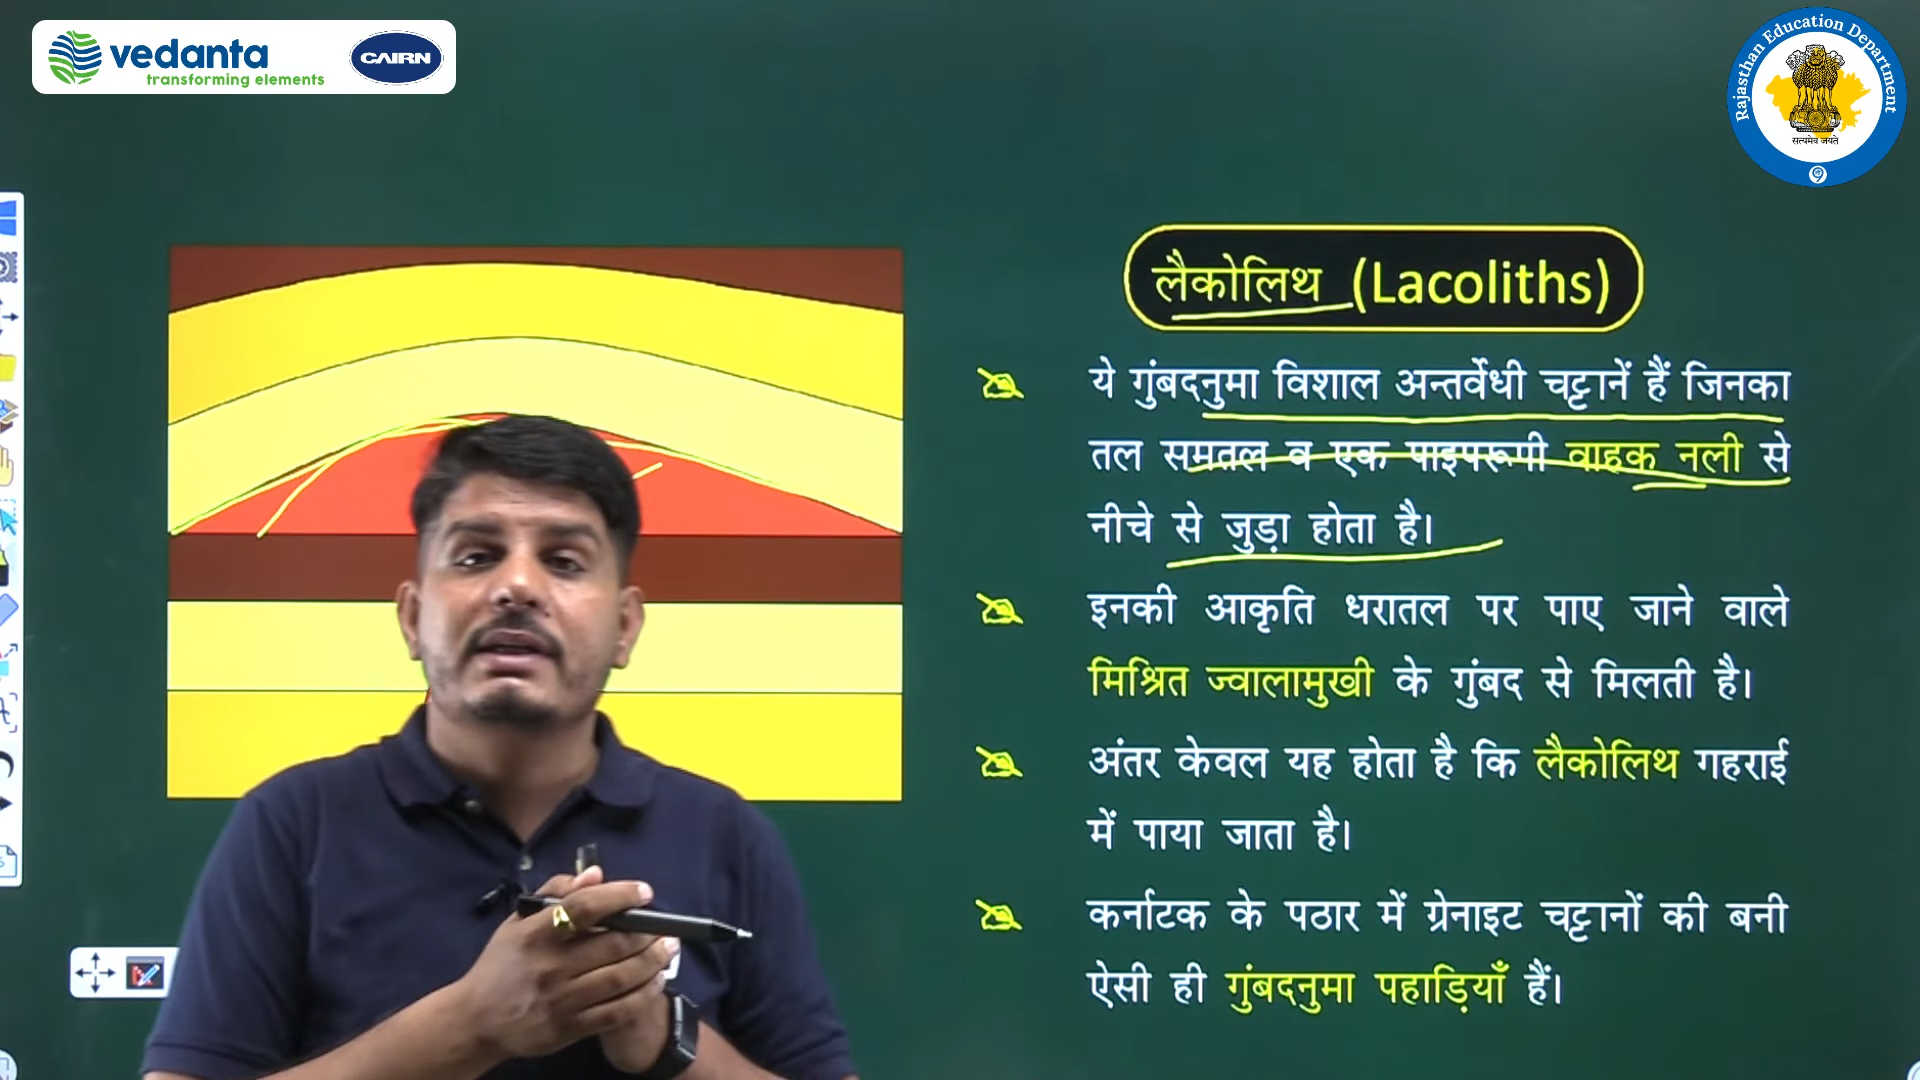 vedanta
transforming elements
CAIRN
Rajasthan Education Department
सत्यमेव जयते
लैकोलिथ (Lacoliths)
ये गुंबदनुमा विशाल अन्तर्वेधी चट्टानें हैं जिनका
तल समतल व एक पाइपरूपी वाहक नली से
नीचे से जुड़ा होता है।
इनकी आकृति धरातल पर पाए जाने वाले
मिश्रित ज्वालामुखी के गुंबद से मिलती है।
अंतर केवल यह होता है कि लैकोलिथ गहराई
में पाया जाता है।
कर्नाटक के पठार में ग्रेनाइट चट्टानों की बनी
ऐसी ही गुंबदनुमा पहाड़ियाँ हैं।